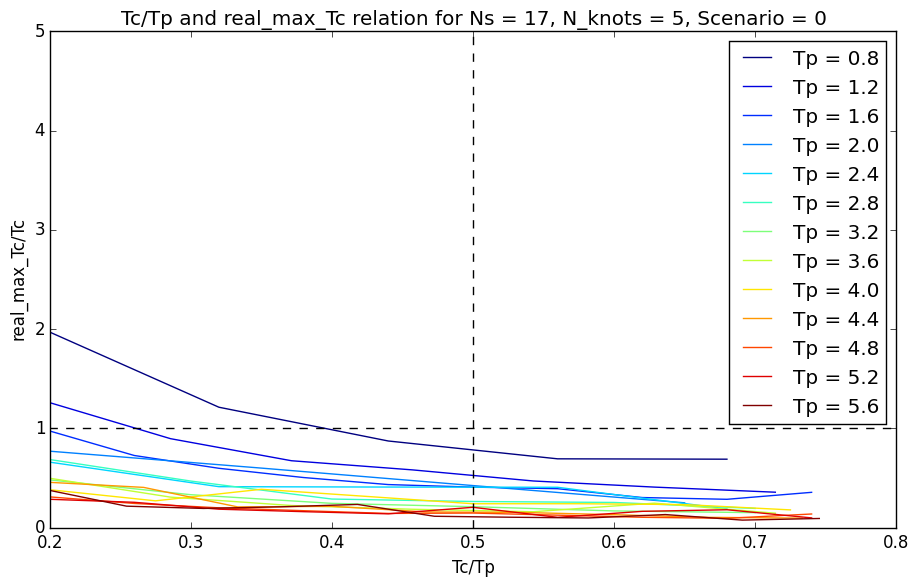 Tc/Tp and real_max_Tc relation for Ns = 17, N_knots = 5, Scenario = 0
5
4
3
2
1
0
real_max_Tc/Tc
Tp = 0.8
Tp = 1.2
Tp = 1.6
Tp = 2.0
Tp = 2.4
Tp = 2.8
Tp = 3.2
Tp = 3.6
Tp = 4.0
Tp = 4.4
Tp = 4.8
Tp = 5.2
Tp = 5.6
0.2 0.3 0.4 0.5 0.6 0.7 0.8
Tc/Tp